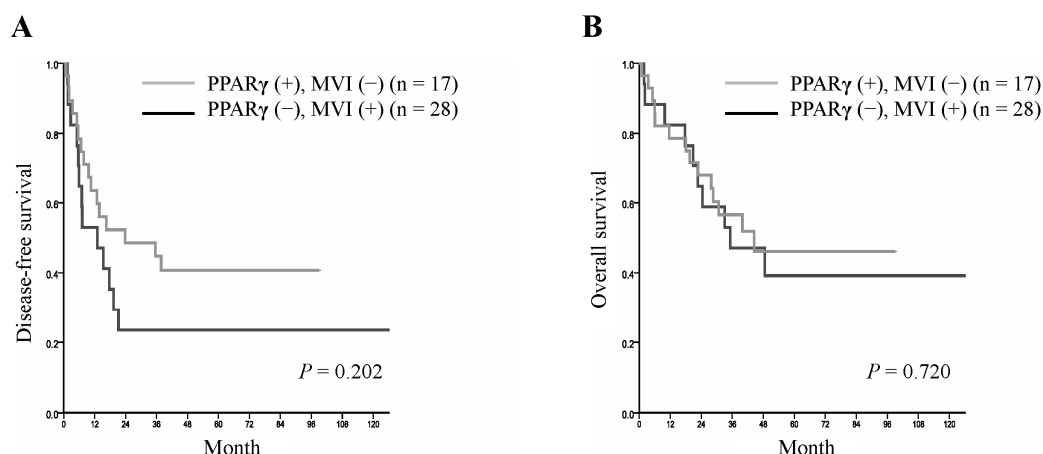 A
PPARγ (+), MVI (−) (n = 17)
PPARγ (−), MVI (+) (n = 28)
Disease-free survival
1.0
0.8
0.6
0.4
0.2
0.0
0 12 24 36 48 60 72 84 96 108 120
Month
P = 0.202
B
PPARγ (+), MVI (−) (n = 17)
PPARγ (−), MVI (+) (n = 28)
Overall survival
1.0
0.8
0.6
0.4
0.2
0.0
0 12 24 36 48 60 72 84 96 108 120
Month
P = 0.720